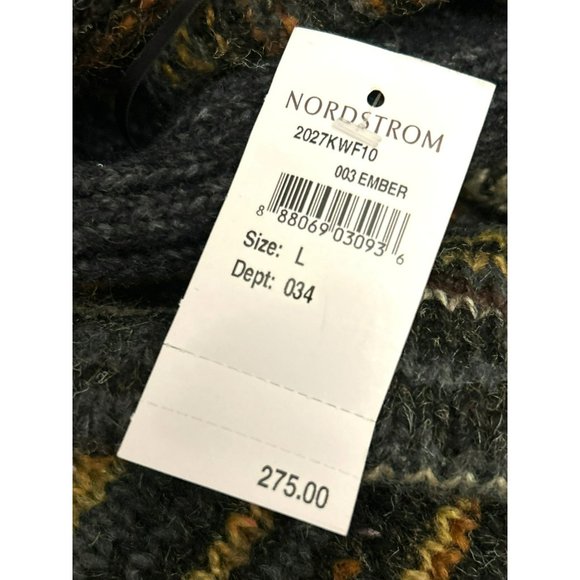 NORDSTROM
2027KWF10
003 EMBER
8 88069 03093 6
Size: L
Dept: 034
275.00